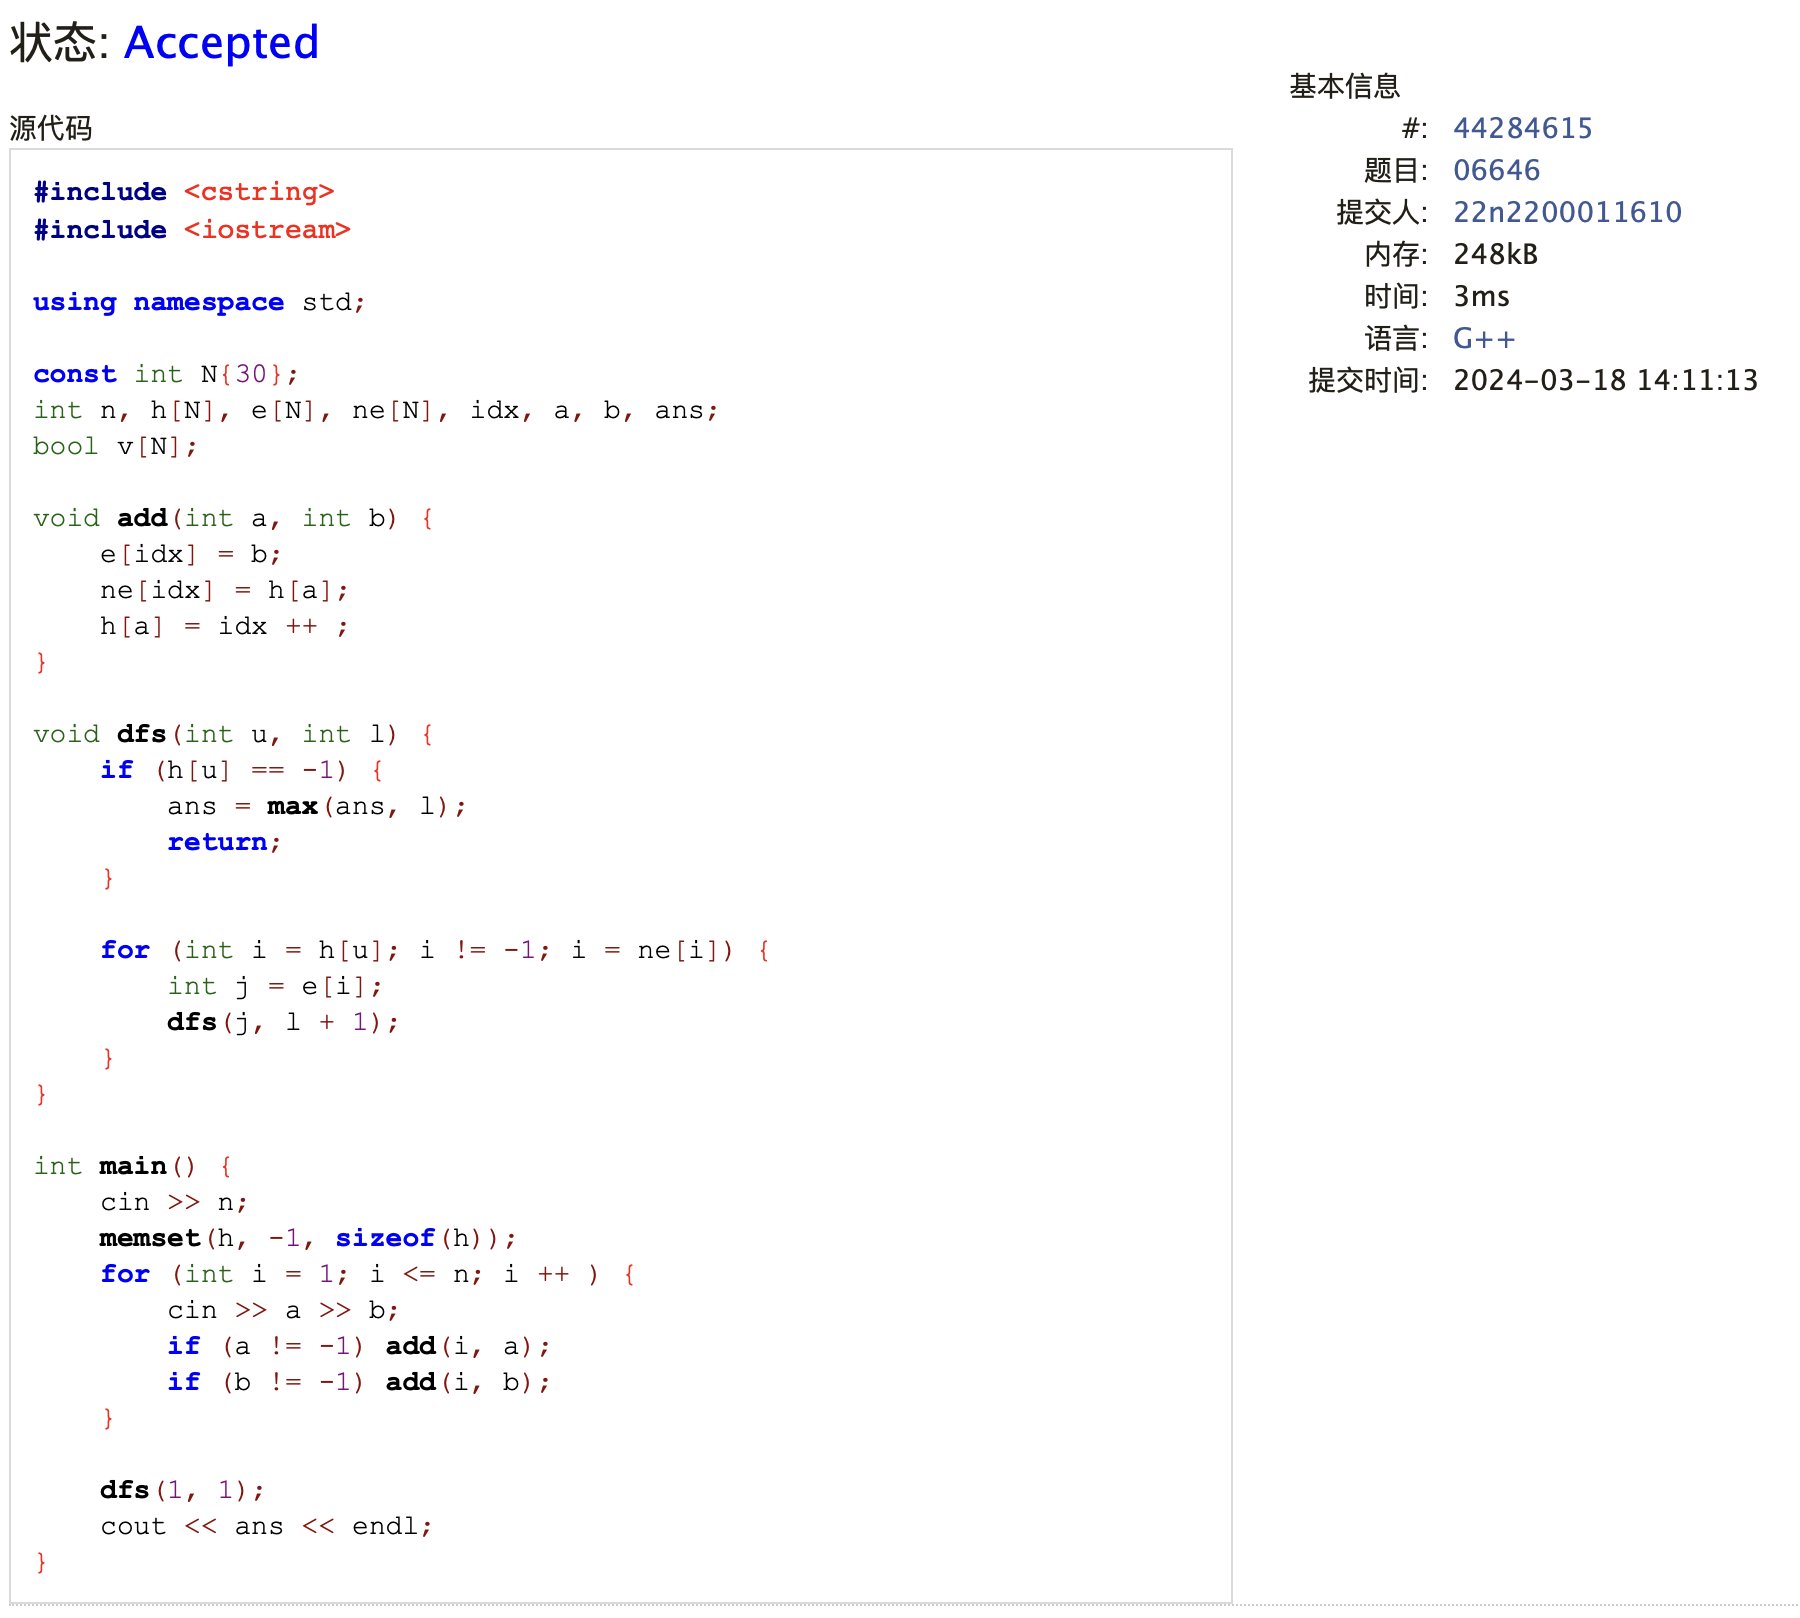 状态: Accepted
源代码
#include <cstring>
#include <iostream>

using namespace std;

const int N{30};
int n, h[N], e[N], ne[N], idx, a, b, ans;
bool v[N];

void add(int a, int b) {
    e[idx] = b;
    ne[idx] = h[a];
    h[a] = idx ++ ;
}

void dfs(int u, int l) {
    if (h[u] == -1) {
        ans = max(ans, l);
        return;
    }

    for (int i = h[u]; i != -1; i = ne[i]) {
        int j = e[i];
        dfs(j, l + 1);
    }
}

int main() {
    cin >> n;
    memset(h, -1, sizeof(h));
    for (int i = 1; i <= n; i ++ ) {
        cin >> a >> b;
        if (a != -1) add(i, a);
        if (b != -1) add(i, b);
    }

    dfs(1, 1);
    cout << ans << endl;
}
基本信息
#: 44284615
题目: 06646
提交人: 22n2200011610
内存: 248kB
时间: 3ms
语言: G++
提交时间: 2024-03-18 14:11:13